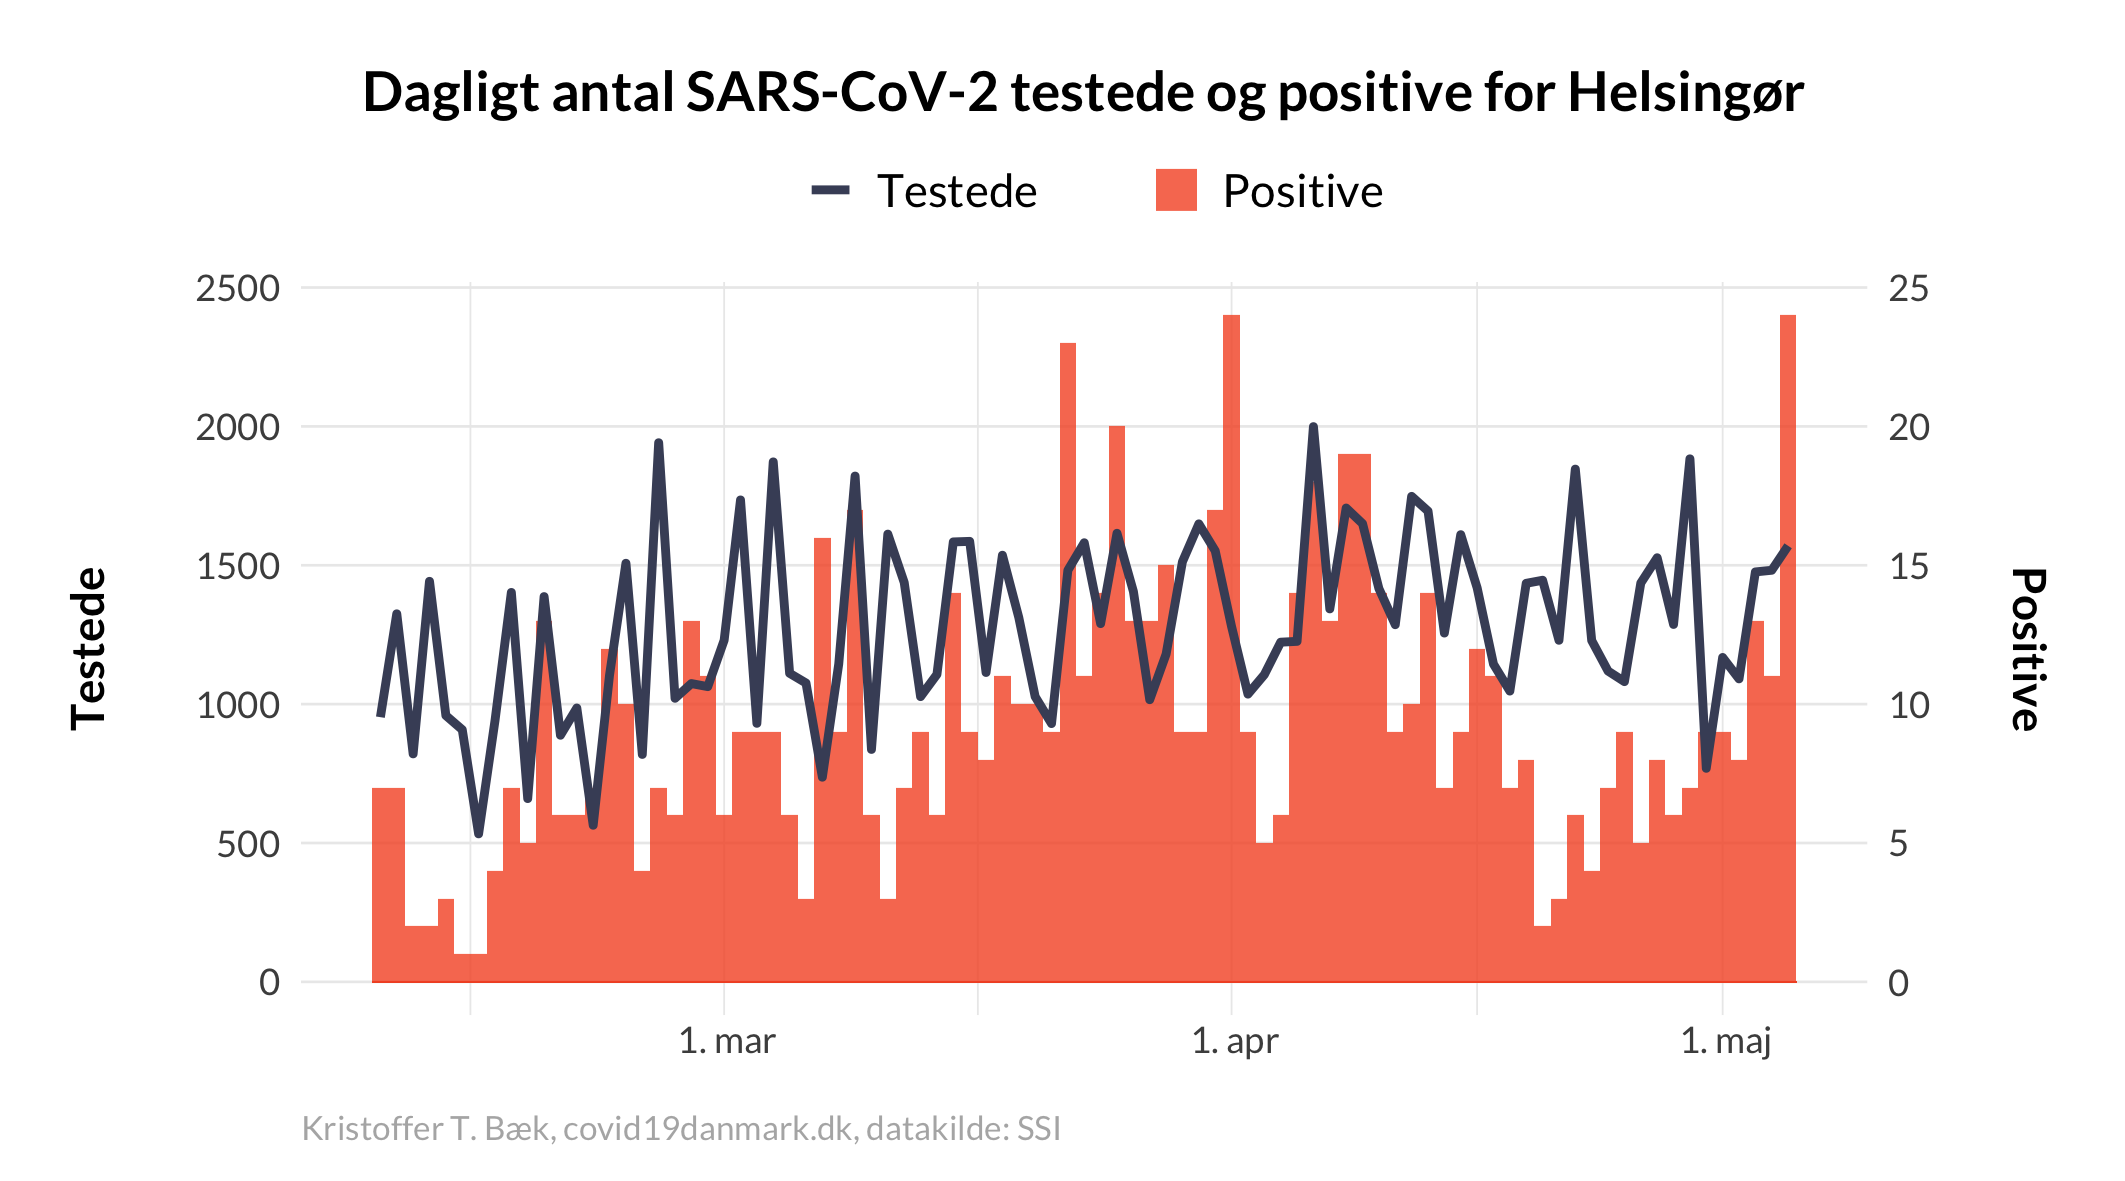 Dagligt antal SARS-CoV-2 testede og positive for Helsingør
Testede
Positive
2500
2000
1500
1000
500
0
Testede
25
20
15
10
5
0
Positive
1. mar
1. apr
1. maj
Kristoffer T. Bæk, covid19danmark.dk, datakilde: SSI